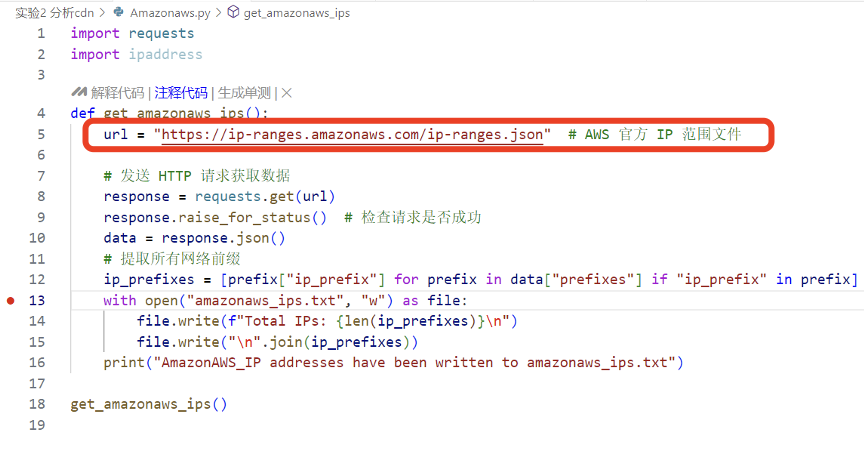 实验2 分析cdn > Amazonaws.py > get_amazonaws_ips
1 import requests
2 import ipaddress
3
解释代码 | 注释代码 | 生成单测 | ×
4 def get_amazonaws_ips():
5     url = "https://ip-ranges.amazonaws.com/ip-ranges.json"  # AWS 官方 IP 范围文件
6
7     # 发送 HTTP 请求获取数据
8     response = requests.get(url)
9     response.raise_for_status()  # 检查请求是否成功
10     data = response.json()
11     # 提取所有网络前缀
12     ip_prefixes = [prefix["ip_prefix"] for prefix in data["prefixes"] if "ip_prefix" in prefix]
13     with open("amazonaws_ips.txt", "w") as file:
14         file.write(f"Total IPs: {len(ip_prefixes)}\n")
15         file.write("\n".join(ip_prefixes))
16     print("AmazonAWS_IP addresses have been written to amazonaws_ips.txt")
17
18 get_amazonaws_ips()
19